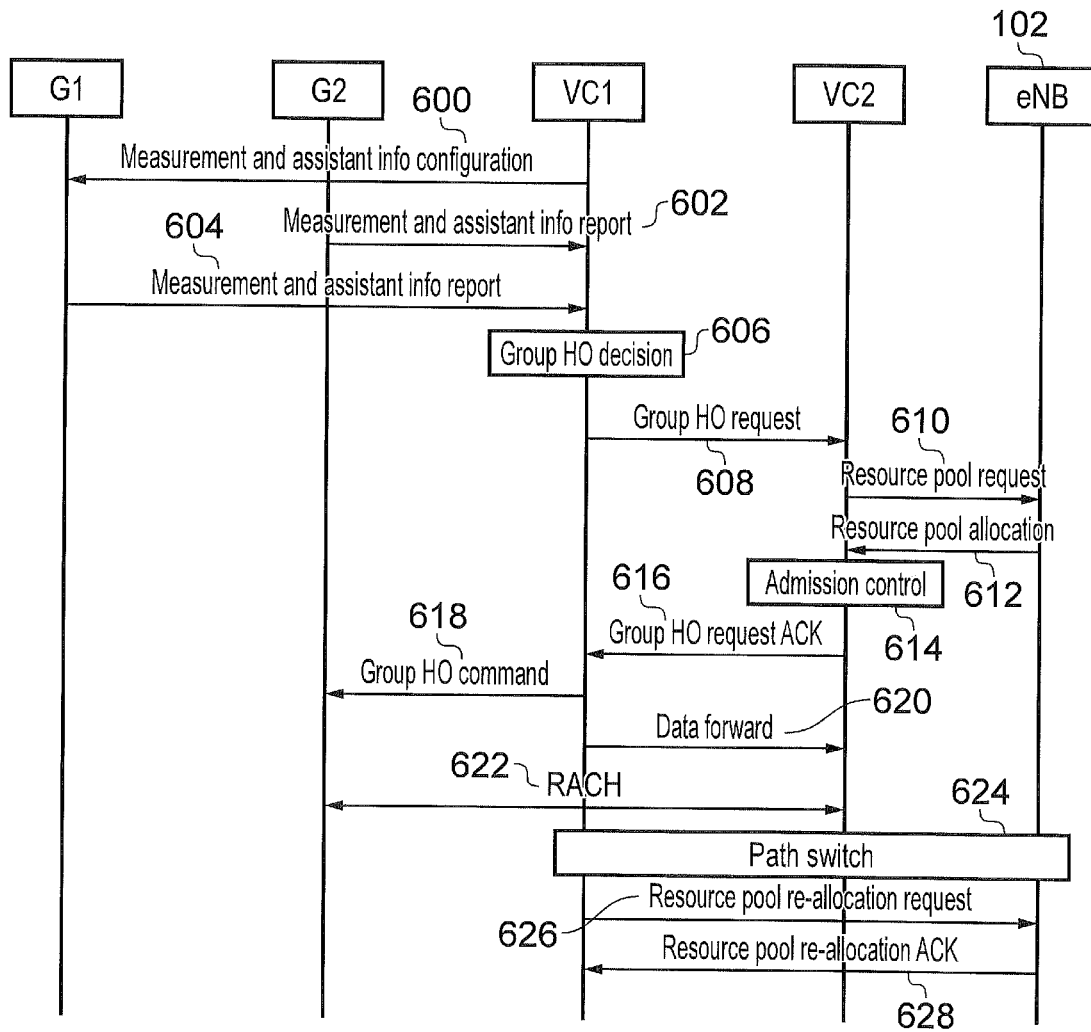 102
G1
G2
VC1
VC2
eNB
600
Measurement and assistant info configuration
602
Measurement and assistant info report
604
Measurement and assistant info report
606
Group HO decision
Group HO request
608
610
Resource pool request
Resource pool allocation
612
Admission control
614
616
Group HO request ACK
618
Group HO command
620
Data forward
622
RACH
624
Path switch
Resource pool re-allocation request
626
Resource pool re-allocation ACK
628